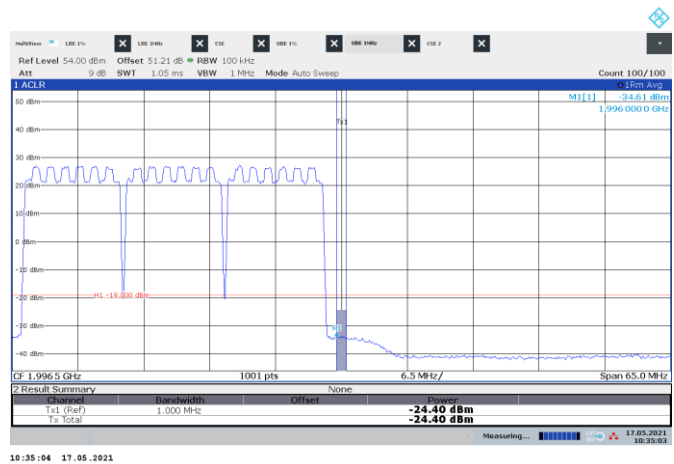 MultiView LBE 1% LBE 1MHz CSE UBE 1% UBE 1MHz CSE 2
Ref Level 54.00 dBm Offset 51.21 dB RBW 100 kHz
Att 9 dB SWT 1.05 ms VBW 1 MHz Mode Auto Sweep Count 100/100
1 ACLR 1Rm Avg
M1[1] -34.61 dBm
1.996 000 0 GHz
50 dBm
Tx1
40 dBm
30 dBm
20 dBm
10 dBm
0 dBm
-10 dBm
H1 -19.000 dBm
-20 dBm
-30 dBm
M1
-40 dBm
CF 1.9965 GHz 1001 pts 6.5 MHz/ Span 65.0 MHz
2 Result Summary None
Channel Bandwidth Offset Power
Tx1 (Ref) 1.000 MHz -24.40 dBm
Tx Total -24.40 dBm
Measuring... 17.05.2021
10:35:03
10:35:04 17.05.2021